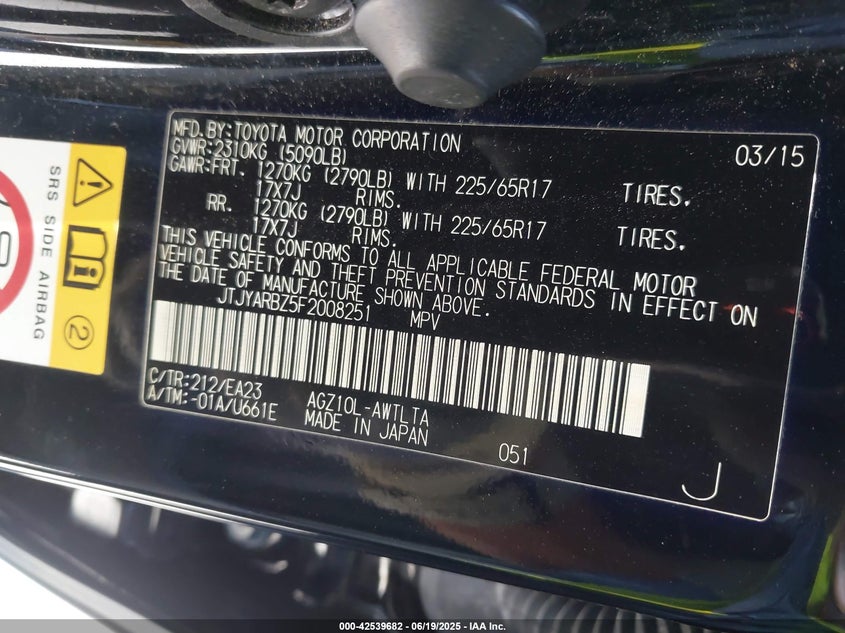 MFD.BY:TOYOTA MOTOR CORPORATION 03/15
GVWR:2310KG (5090LB)
GAWR:FRT. 1270KG (2790LB) WITH 225/65R17 TIRES.
17X7J RIMS.
RR. 1270KG (2790LB) WITH 225/65R17 TIRES.
17X7J RIMS.
THIS VEHICLE CONFORMS TO ALL APPLICABLE FEDERAL MOTOR
VEHICLE SAFETY AND THEFT PREVENTION STANDARDS IN EFFECT ON
THE DATE OF MANUFACTURE SHOWN ABOVE.
JTJYARBZ5F2008251 MPV
C/TR:212/EA23 AGZ10L-AWTLTA
A/TM:-01A/U661E MADE IN JAPAN
051
J
SRS SIDE AIRBAG
2
000-42539682 - 06/19/2025 - IAA Inc.